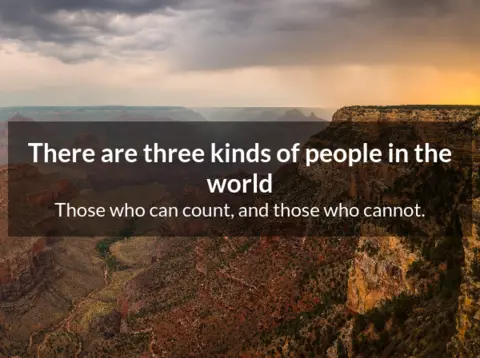 There are three kinds of people in the
world
Those who can count, and those who cannot.